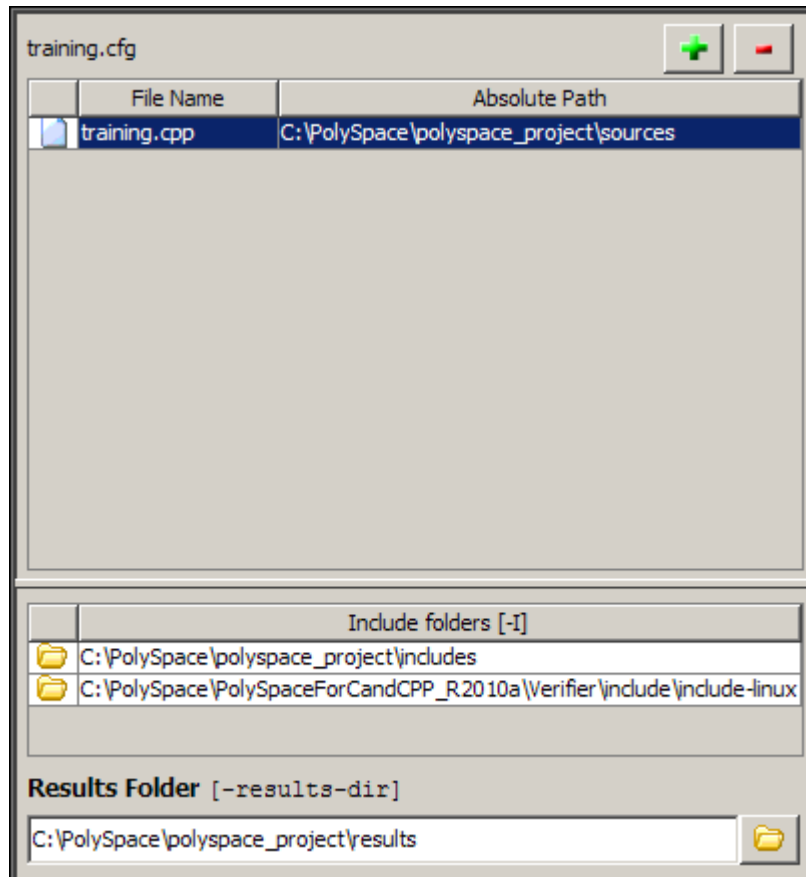 training.cfg
File Name Absolute Path
training.cpp C:\PolySpace\polyspace_project\sources
Include folders [-I]
C:\PolySpace\polyspace_project\includes
C:\PolySpace\PolySpaceForCandCPP_R2010a\Verifier\include\include-linux
Results Folder [-results-dir]
C:\PolySpace\polyspace_project\results